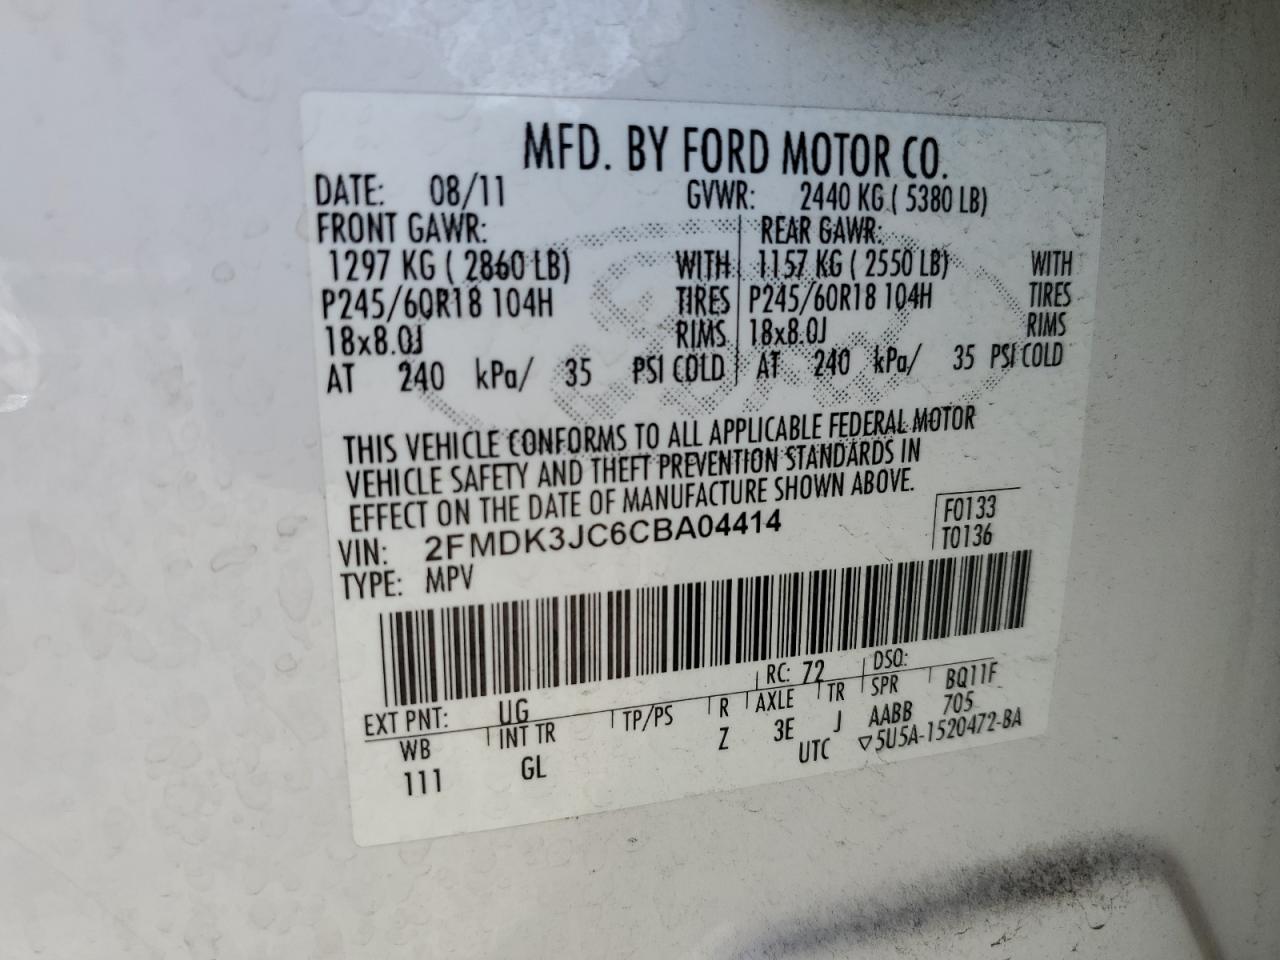 MFD. BY FORD MOTOR CO.
DATE: 08/11 GVWR: 2440 KG ( 5380 LB)
FRONT GAWR: REAR GAWR:
1297 KG ( 2860 LB) WITH 1157 KG ( 2550 LB) WITH
P245/60R18 104H TIRES P245/60R18 104H TIRES
18x8.0J RIMS 18x8.0J RIMS
AT 240 kPa/ 35 PSI COLD AT 240 kPa/ 35 PSI COLD
THIS VEHICLE CONFORMS TO ALL APPLICABLE FEDERAL MOTOR
VEHICLE SAFETY AND THEFT PREVENTION STANDARDS IN
EFFECT ON THE DATE OF MANUFACTURE SHOWN ABOVE.
VIN: 2FMDK3JC6CBA04414 F0133
TYPE: MPV T0136
RC: 72 DSO:
EXT PNT: UG BQ11F
WB INT TR TP/PS R AXLE TR SPR 705
111 GL Z 3E J AABB
UTC ▽5U5A-1520472-BA